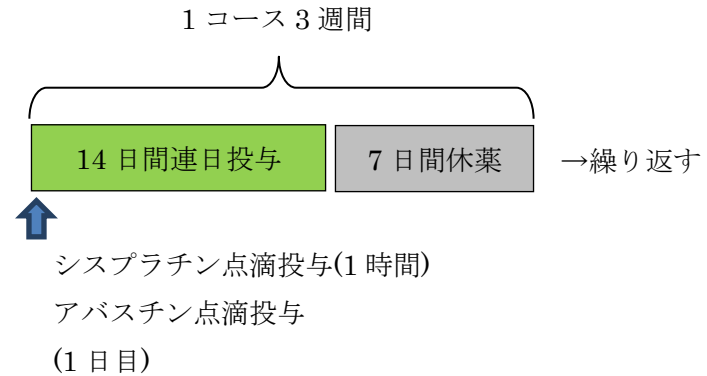 1 コース 3 週間
14 日間連日投与
7 日間休薬
→繰り返す
シスプラチン点滴投与(1 時間)
アバスチン点滴投与
(1 日目)